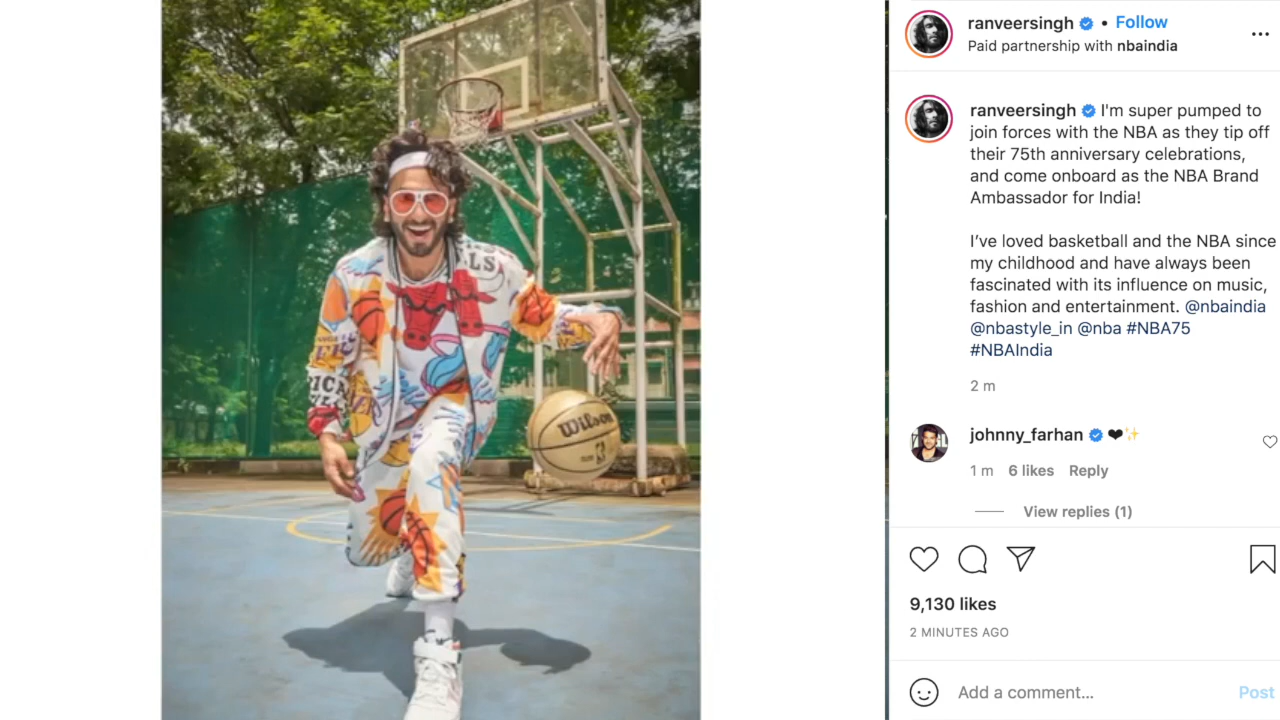 ranveersingh • Follow
Paid partnership with nbaindia
ranveersingh I'm super pumped to
join forces with the NBA as they tip off
their 75th anniversary celebrations,
and come onboard as the NBA Brand
Ambassador for India!
I've loved basketball and the NBA since
my childhood and have always been
fascinated with its influence on music,
fashion and entertainment. @nbaindia
@nbastyle_in @nba #NBA75
#NBAIndia
2 m
johnny_farhan ❤✨
1 m 6 likes Reply
View replies (1)
9,130 likes
2 MINUTES AGO
Add a comment... Post
LLS
Wilson